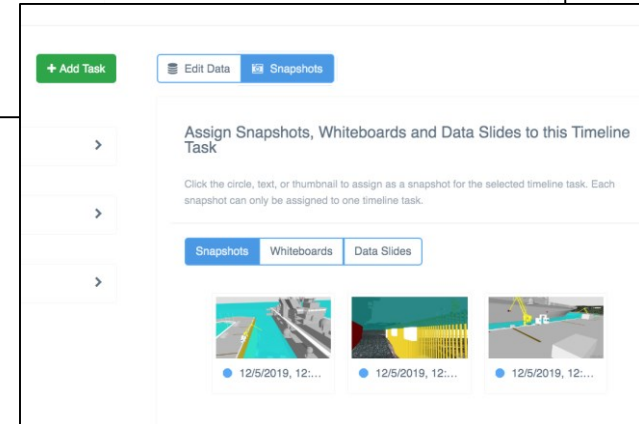 + Add Task
Edit Data
Snapshots
Assign Snapshots, Whiteboards and Data Slides to this Timeline
Task
Click the circle, text, or thumbnail to assign as a snapshot for the selected timeline task. Each
snapshot can only be assigned to one timeline task.
Snapshots
Whiteboards
Data Slides
12/5/2019, 12:...
12/5/2019, 12:...
12/5/2019, 12:...